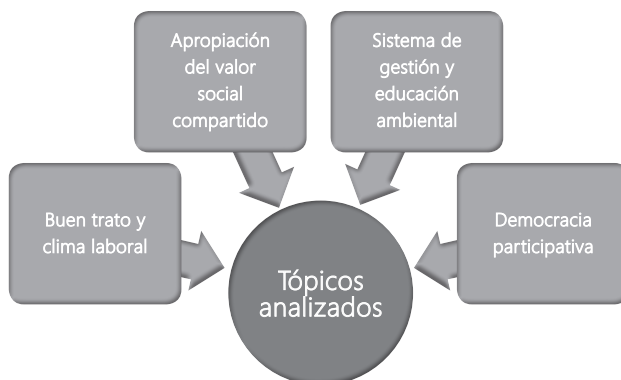 Apropiación
del valor
social
compartido
Sistema de
gestión y
educación
ambiental
Buen trato y
clima laboral
Democracia
participativa
Tópicos
analizados